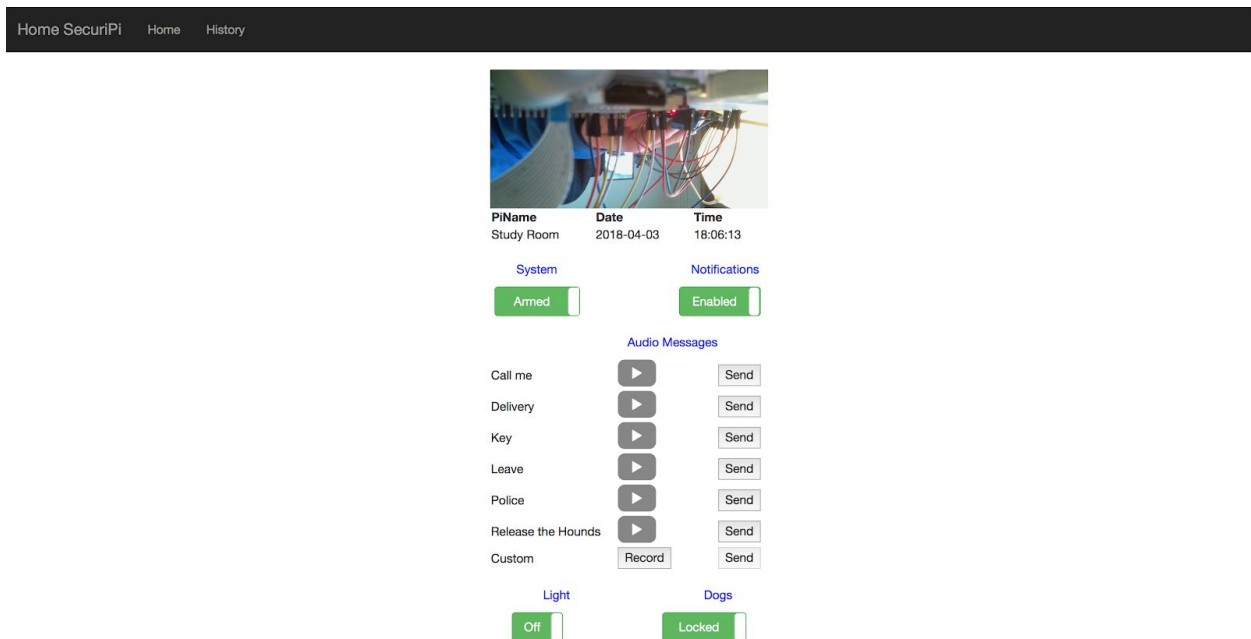 Home SecuriPi Home History
PiName Date Time
Study Room 2018-04-03 18:06:13
System Notifications
Armed Enabled
Audio Messages
Call me Send
Delivery Send
Key Send
Leave Send
Police Send
Release the Hounds Send
Custom Record Send
Light Dogs
Off Locked